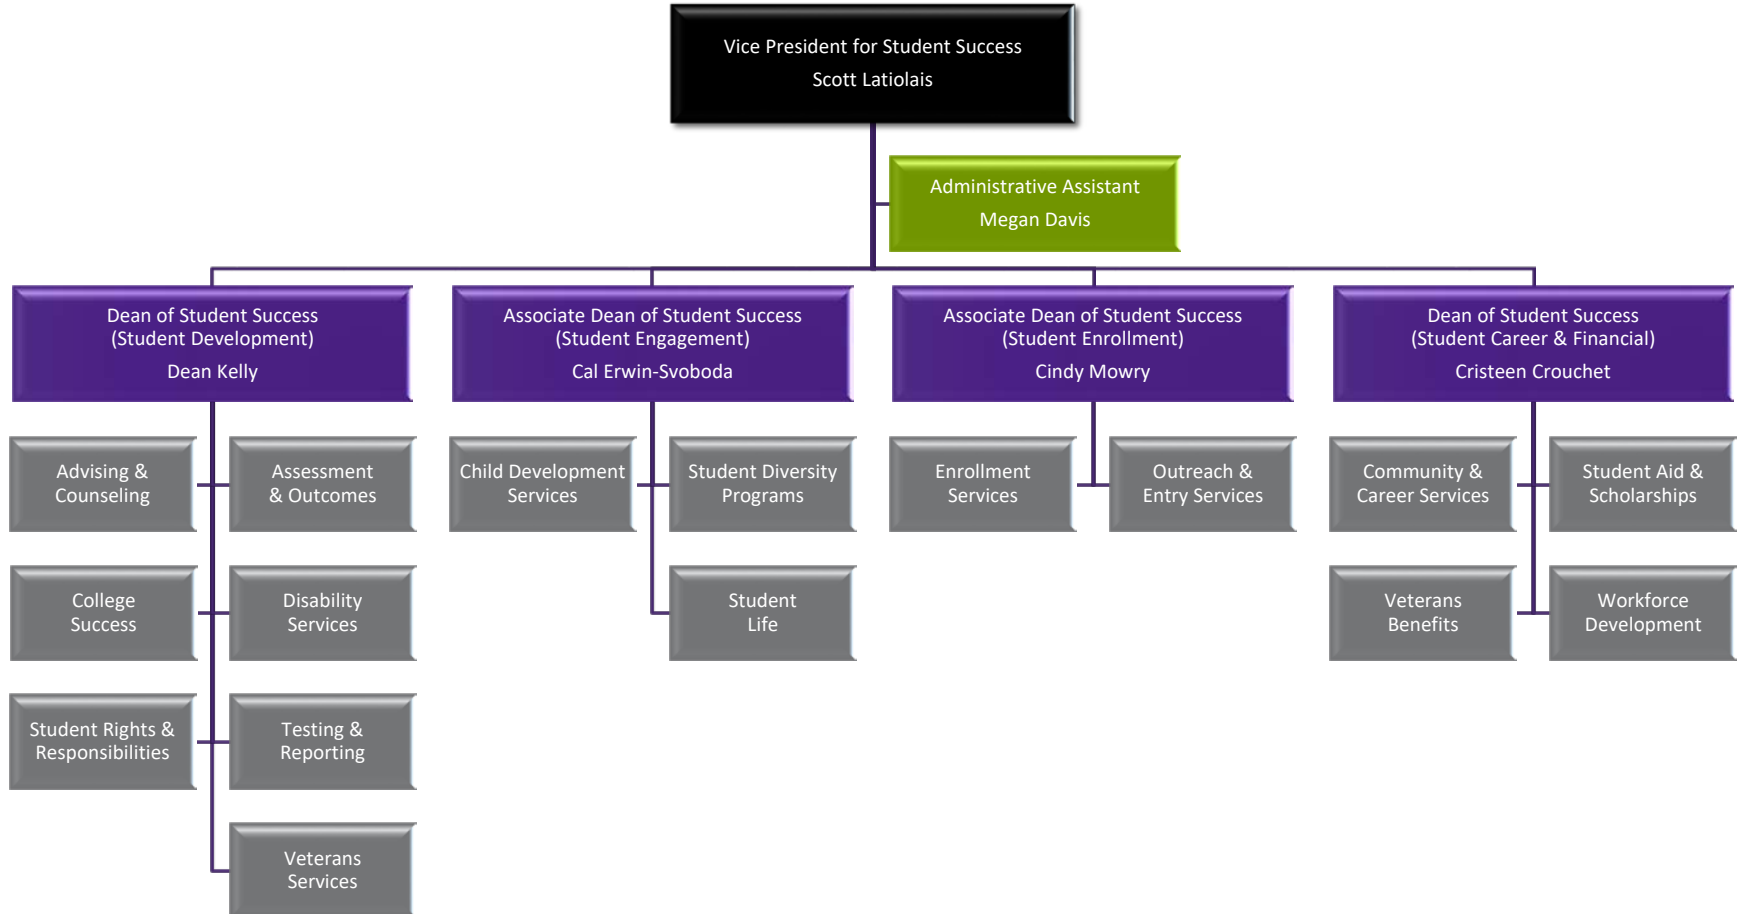 Vice President for Student Success
Scott Latiolais
Administrative Assistant
Megan Davis
Dean of Student Success
(Student Development)
Dean Kelly
Associate Dean of Student Success
(Student Engagement)
Cal Erwin-Svoboda
Associate Dean of Student Success
(Student Enrollment)
Cindy Mowry
Dean of Student Success
(Student Career & Financial)
Cristeen Crouchet
Advising &
Counseling
Assessment
& Outcomes
Child Development
Services
Student Diversity
Programs
Enrollment
Services
Outreach &
Entry Services
Community &
Career Services
Student Aid &
Scholarships
College
Success
Disability
Services
Student
Life
Veterans
Benefits
Workforce
Development
Student Rights &
Responsibilities
Testing &
Reporting
Veterans
Services